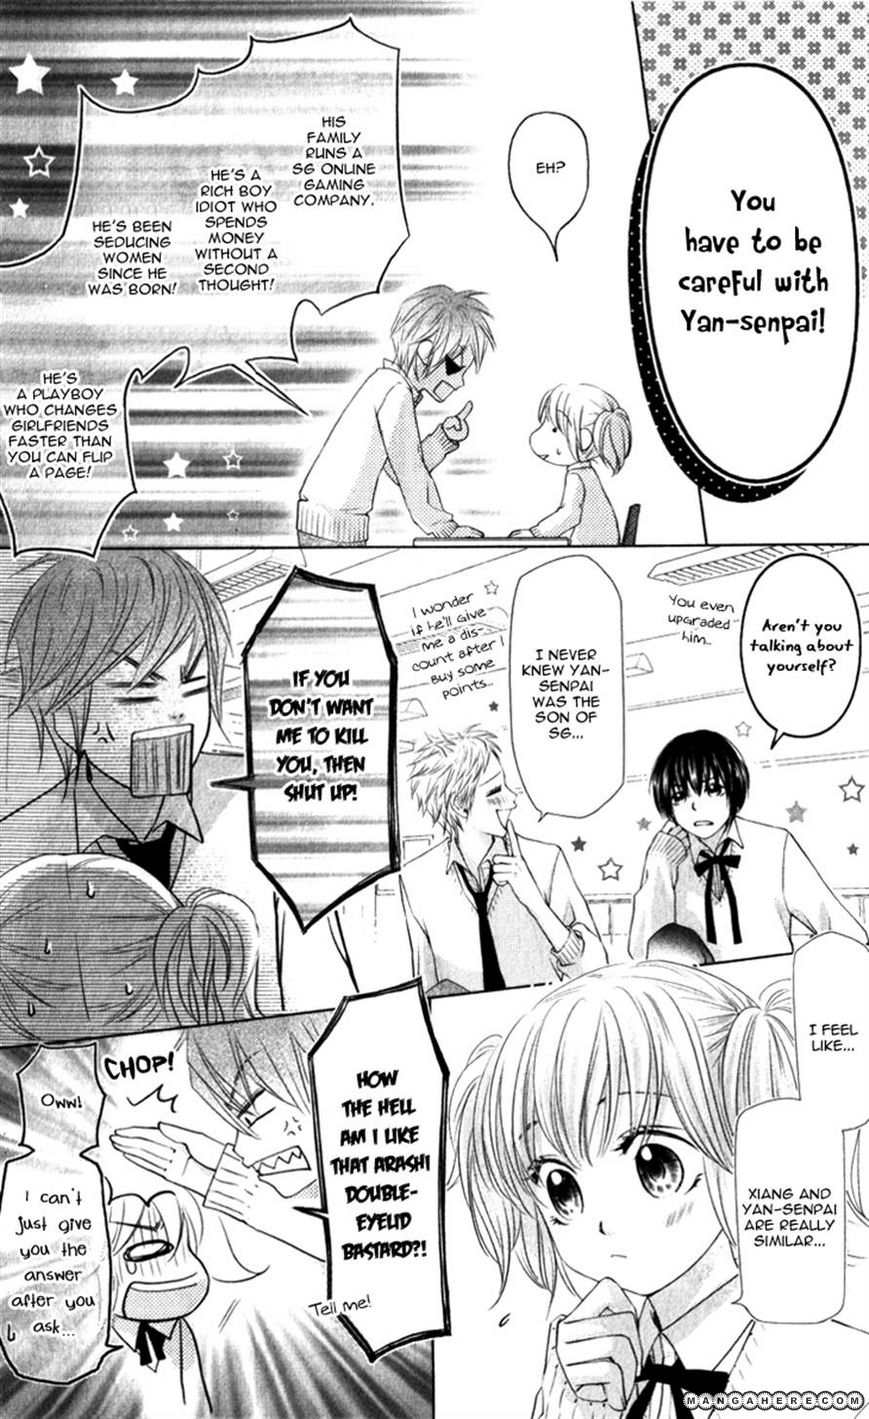 You
have to be
careful with
Yan-senpai!
EH?
HIS
FAMILY
RUNS A
SG ONLINE
GAMING
COMPANY.
HE'S A
RICH BOY
IDIOT WHO
SPENDS
MONEY
WITHOUT A
SECOND
THOUGHT!
HE'S BEEN
SEDUCING
WOMEN
SINCE HE
WAS BORN!
HE'S
A PLAYBOY
WHO CHANGES
GIRLFRIENDS
FASTER THAN
YOU CAN FLIP
A PAGE!
Aren't you
talking about
yourself?
You even
upgraded
him..
I NEVER
KNEW YAN-
SENPAI
WAS THE
SON OF
SG...
I wonder
if he'll give
me a dis-
count after I
buy some
points..
IF YOU
DON'T WANT
ME TO KILL
YOU, THEN
SHUT UP!
I FEEL
LIKE...
XIANG AND
YAN-SENPAI
ARE REALLY
SIMILAR...
HOW
THE HELL
AM I LIKE
THAT ARASHI
DOUBLE-
EYELID
BASTARD?!
Tell me!
CHOP!
Oww!
I can't
just give
you the
answer
after you
ask...
MANGAHERE.COM